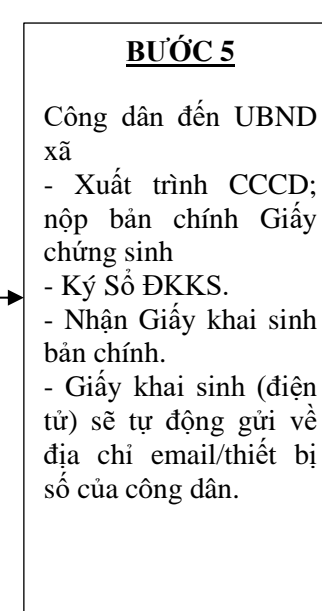 BƯỚC 5
Công dân đến UBND
xã
- Xuất trình CCCD;
nộp bản chính Giấy
chứng sinh
- Ký Sổ ĐKKS.
- Nhận Giấy khai sinh
bản chính.
- Giấy khai sinh (điện
tử) sẽ tự động gửi về
địa chỉ email/thiết bị
số của công dân.